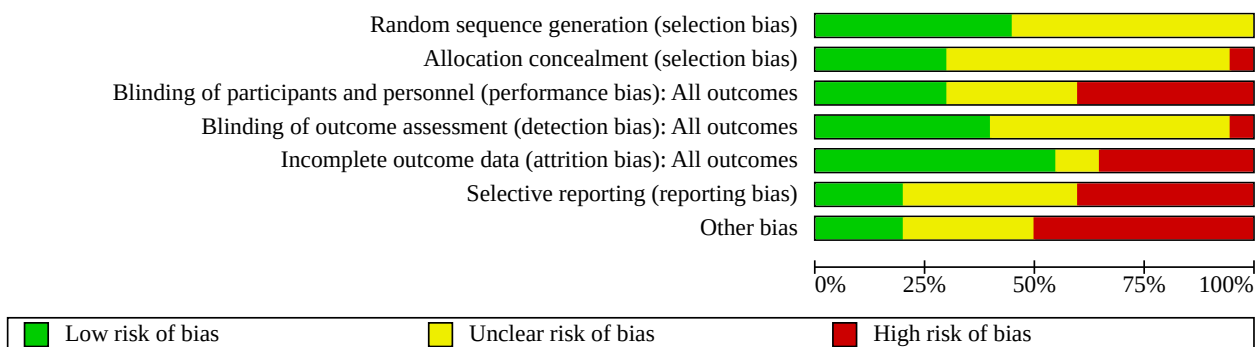 Random sequence generation (selection bias)
Allocation concealment (selection bias)
Blinding of participants and personnel (performance bias): All outcomes
Blinding of outcome assessment (detection bias): All outcomes
Incomplete outcome data (attrition bias): All outcomes
Selective reporting (reporting bias)
Other bias
0% 25% 50% 75% 100%
Low risk of bias Unclear risk of bias High risk of bias